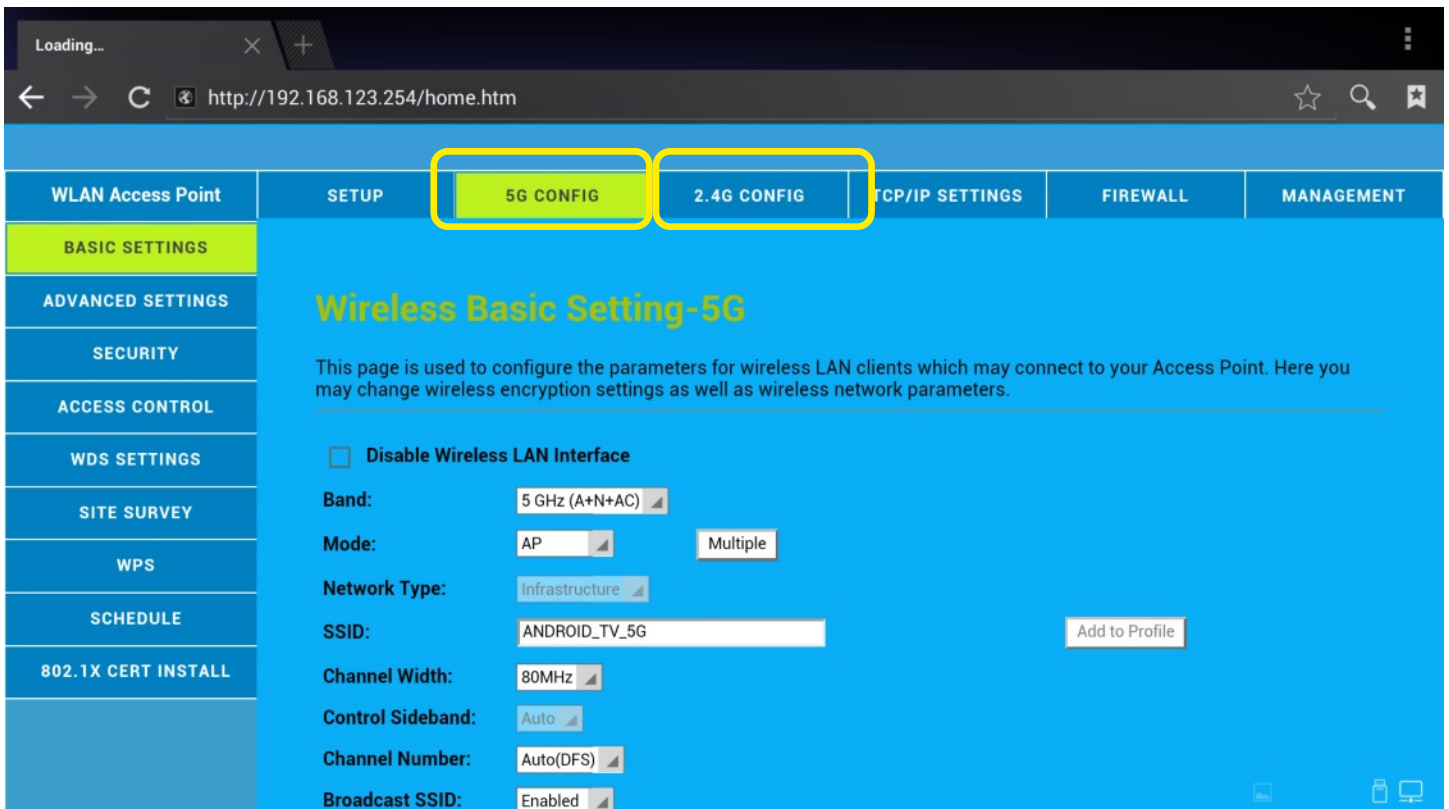 Loading...
http://192.168.123.254/home.htm
WLAN Access Point SETUP 5G CONFIG 2.4G CONFIG TCP/IP SETTINGS FIREWALL MANAGEMENT
BASIC SETTINGS
ADVANCED SETTINGS
SECURITY
ACCESS CONTROL
WDS SETTINGS
SITE SURVEY
WPS
SCHEDULE
802.1X CERT INSTALL
Wireless Basic Setting-5G
This page is used to configure the parameters for wireless LAN clients which may connect to your Access Point. Here you
may change wireless encryption settings as well as wireless network parameters.
Disable Wireless LAN Interface
Band: 5 GHz (A+N+AC)
Mode: AP Multiple
Network Type: Infrastructure
SSID: ANDROID_TV_5G Add to Profile
Channel Width: 80MHz
Control Sideband: Auto
Channel Number: Auto(DFS)
Broadcast SSID: Enabled